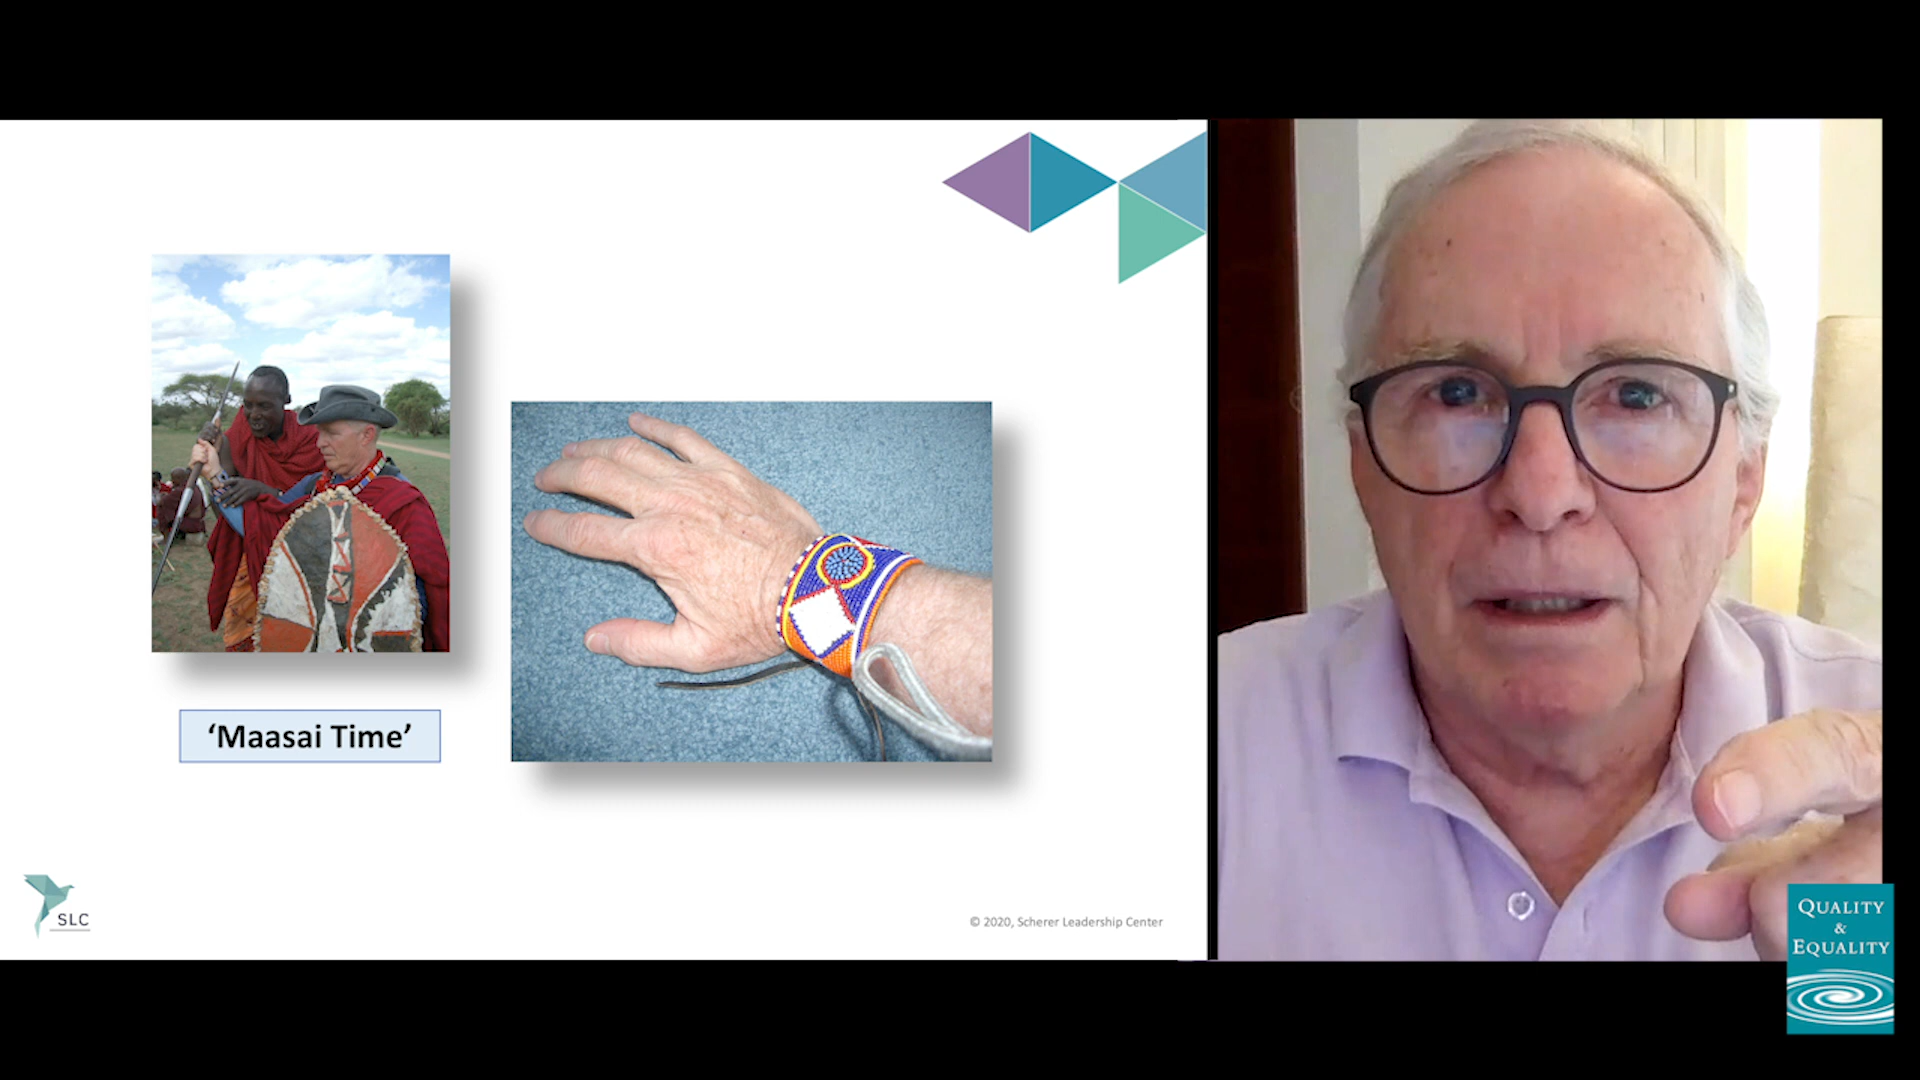 ‘Maasai Time’
SLC
© 2020, Scherer Leadership Center
QUALITY
&
EQUALITY